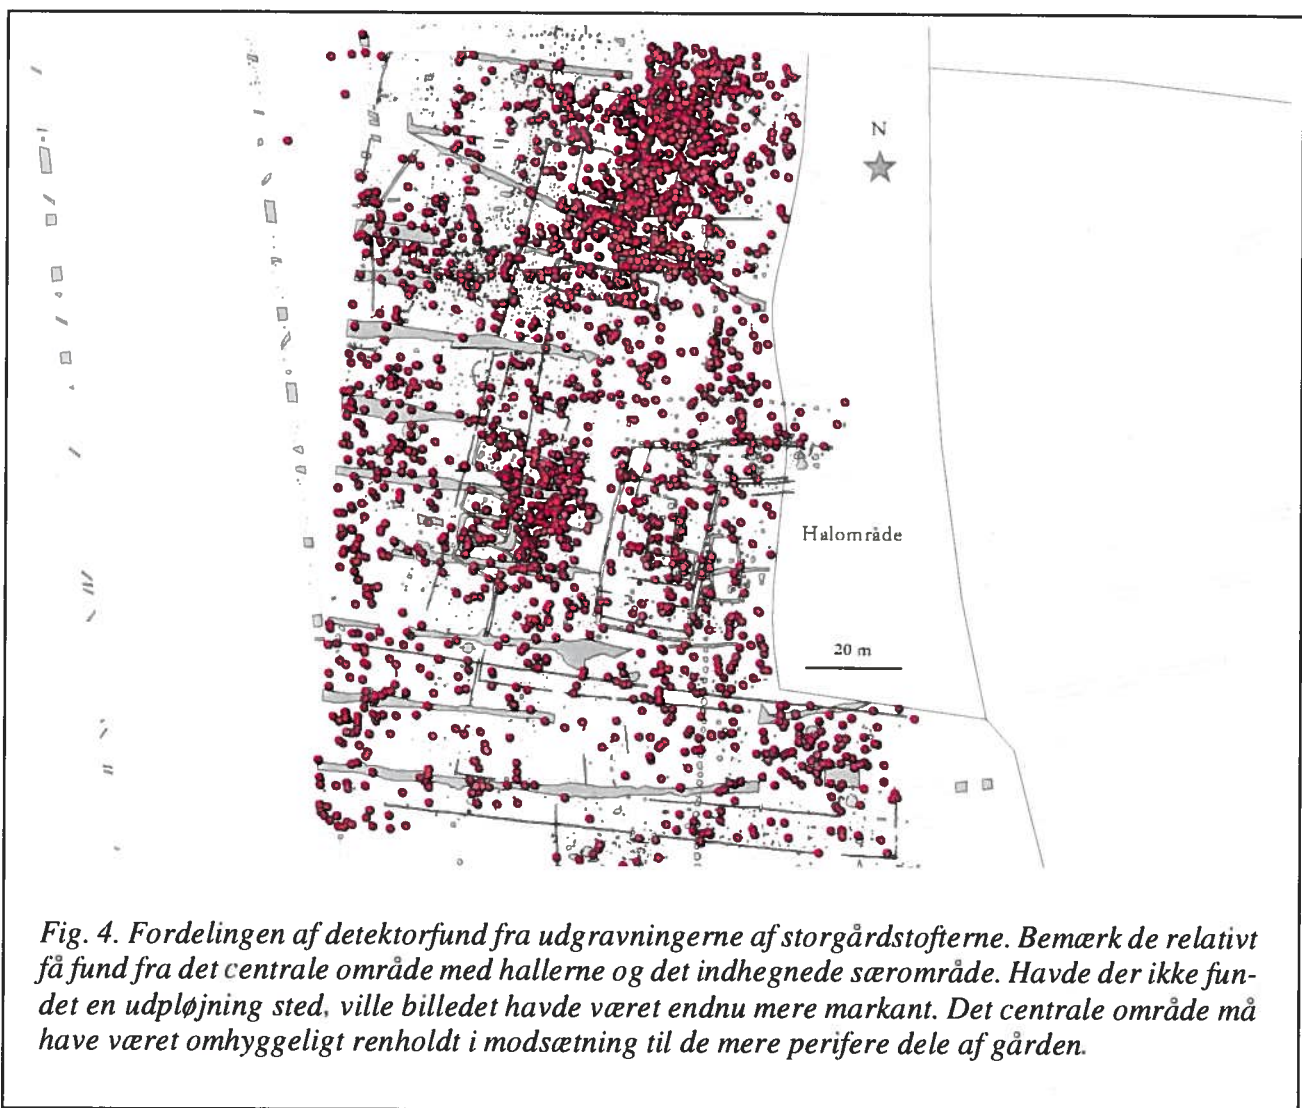 N
Halområde
20 m
Fig. 4. Fordelingen af detektorfund fra udgravningerne af storgårdstofterne. Bemærk de relativt
få fund fra det centrale område med hallerne og det indhegnede særområde. Havde der ikke fun-
det en udpløjning sted, ville billedet havde været endnu mere markant. Det centrale område må
have været omhyggeligt renholdt i modsætning til de mere perifere dele af gården.